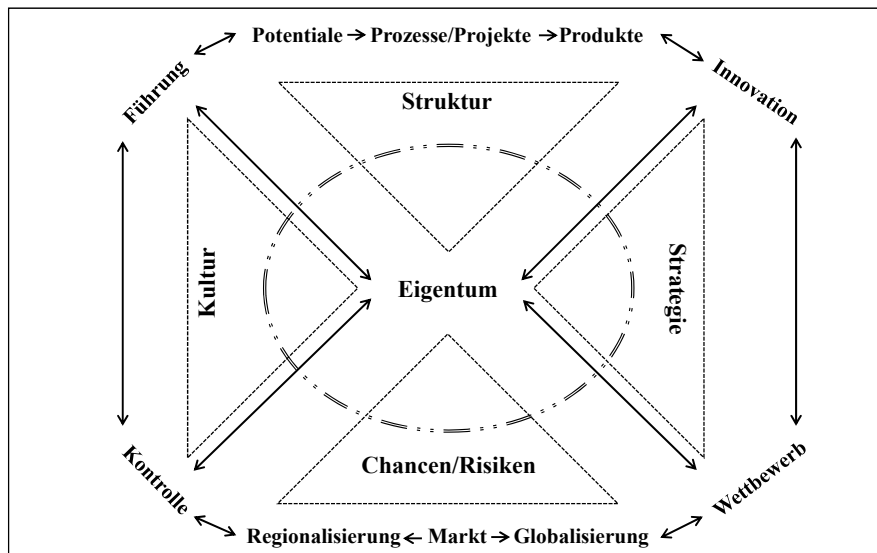 Potentiale → Prozesse/Projekte → Produkte
Führung
Innovation
Struktur
Kultur
Eigentum
Strategie
Chancen/Risiken
Kontrolle
Wettbewerb
Regionalisierung ← Markt → Globalisierung